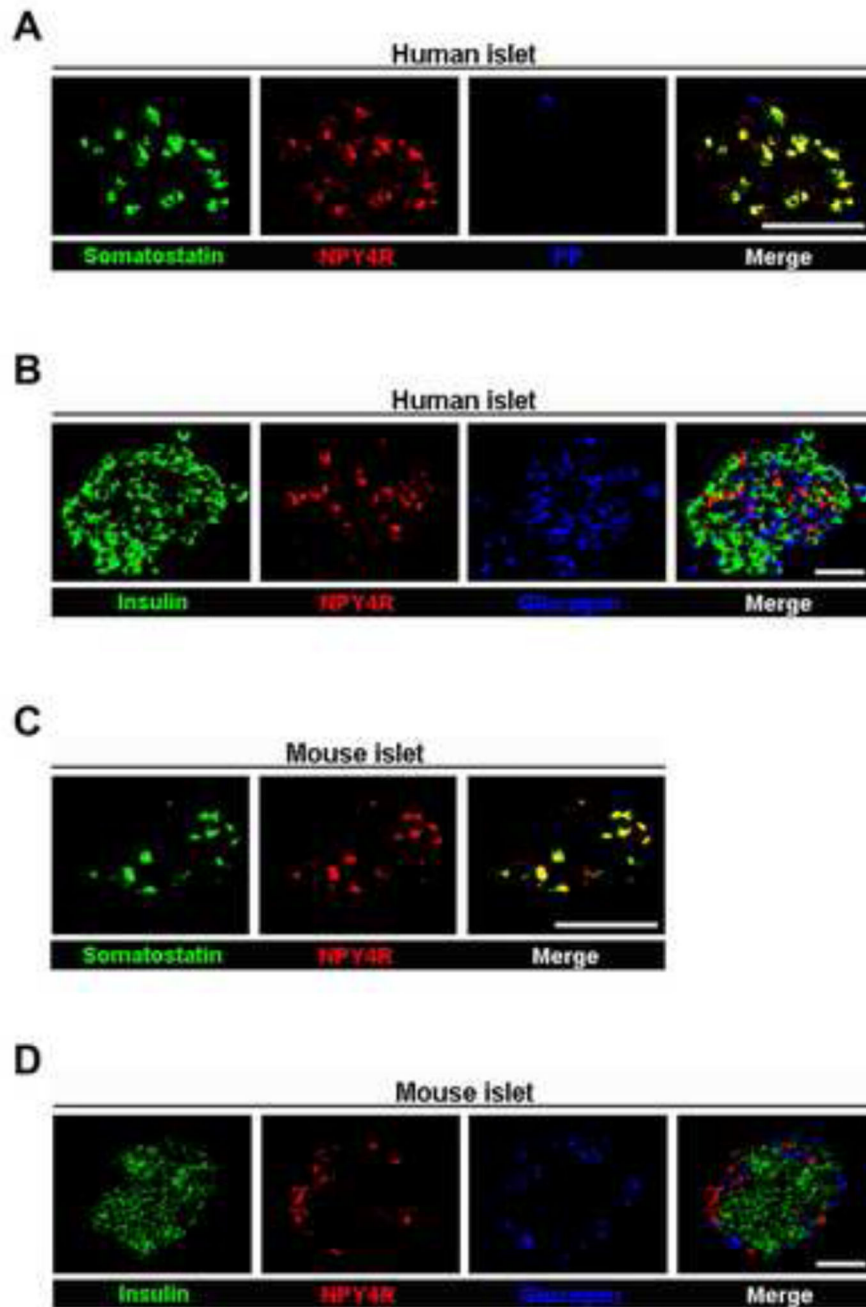 A
Human islet
Somatostatin NPY4R PP Merge
B
Human islet
Insulin NPY4R Glucagon Merge
C
Mouse islet
Somatostatin NPY4R Merge
D
Mouse islet
Insulin NPY4R Glucagon Merge